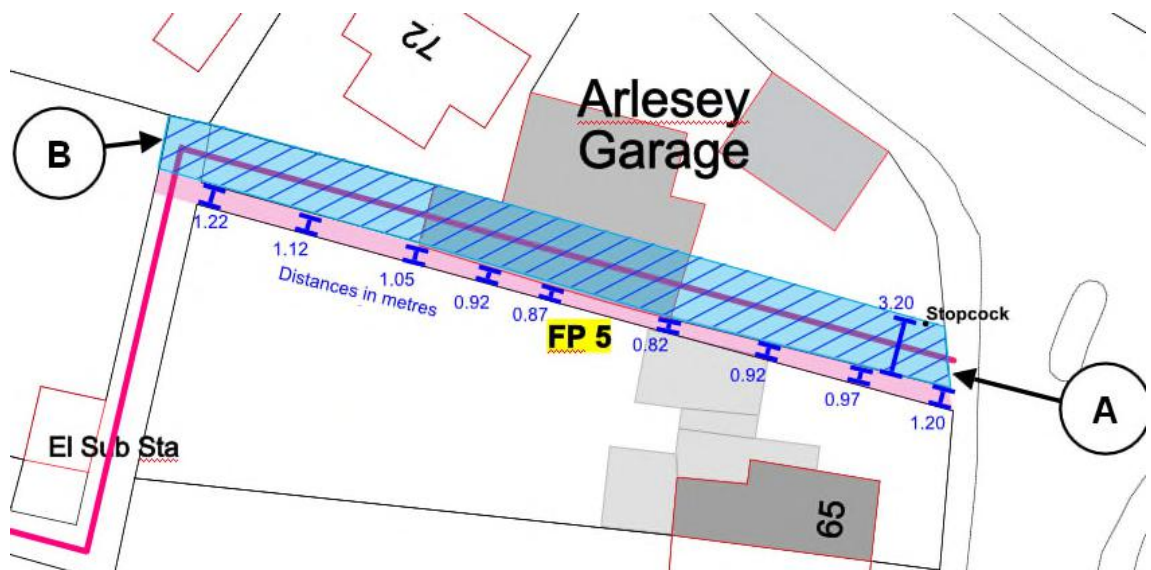 72
Arlesey
Garage
B
1.22
1.12
1.05
0.92
0.87
0.82
0.92
0.97
1.20
Distances in metres
FP 5
3.20
Stopcock
A
El Sub Sta
65